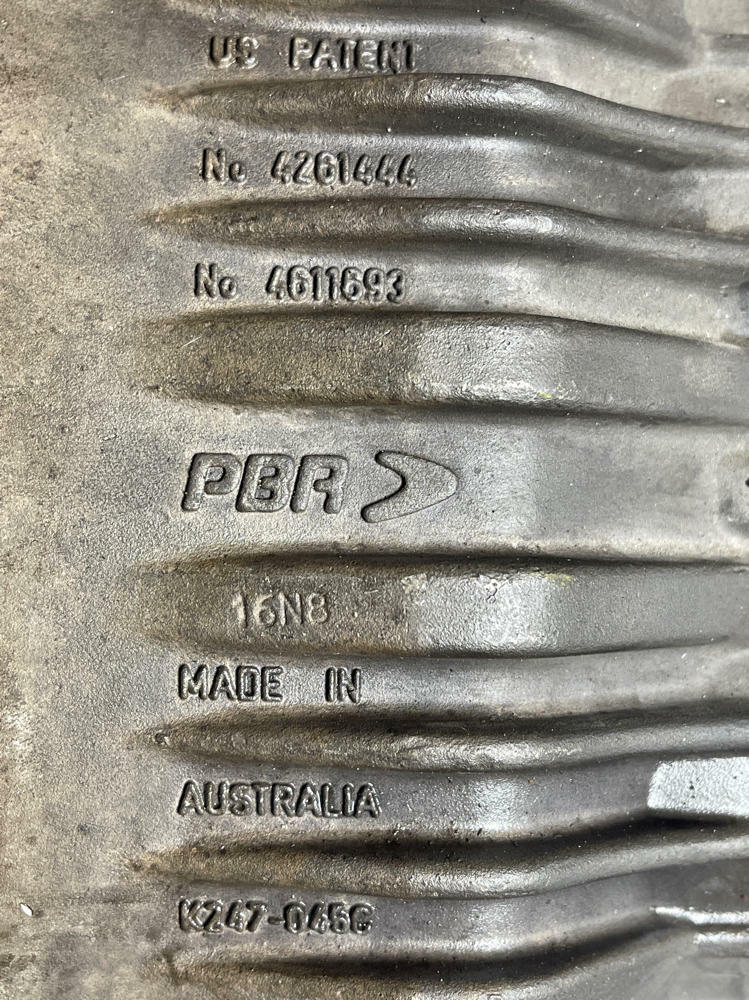 US PATENT
No 4261444
No 4611693
PBR
16N8
MADE IN
AUSTRALIA
K247-045C